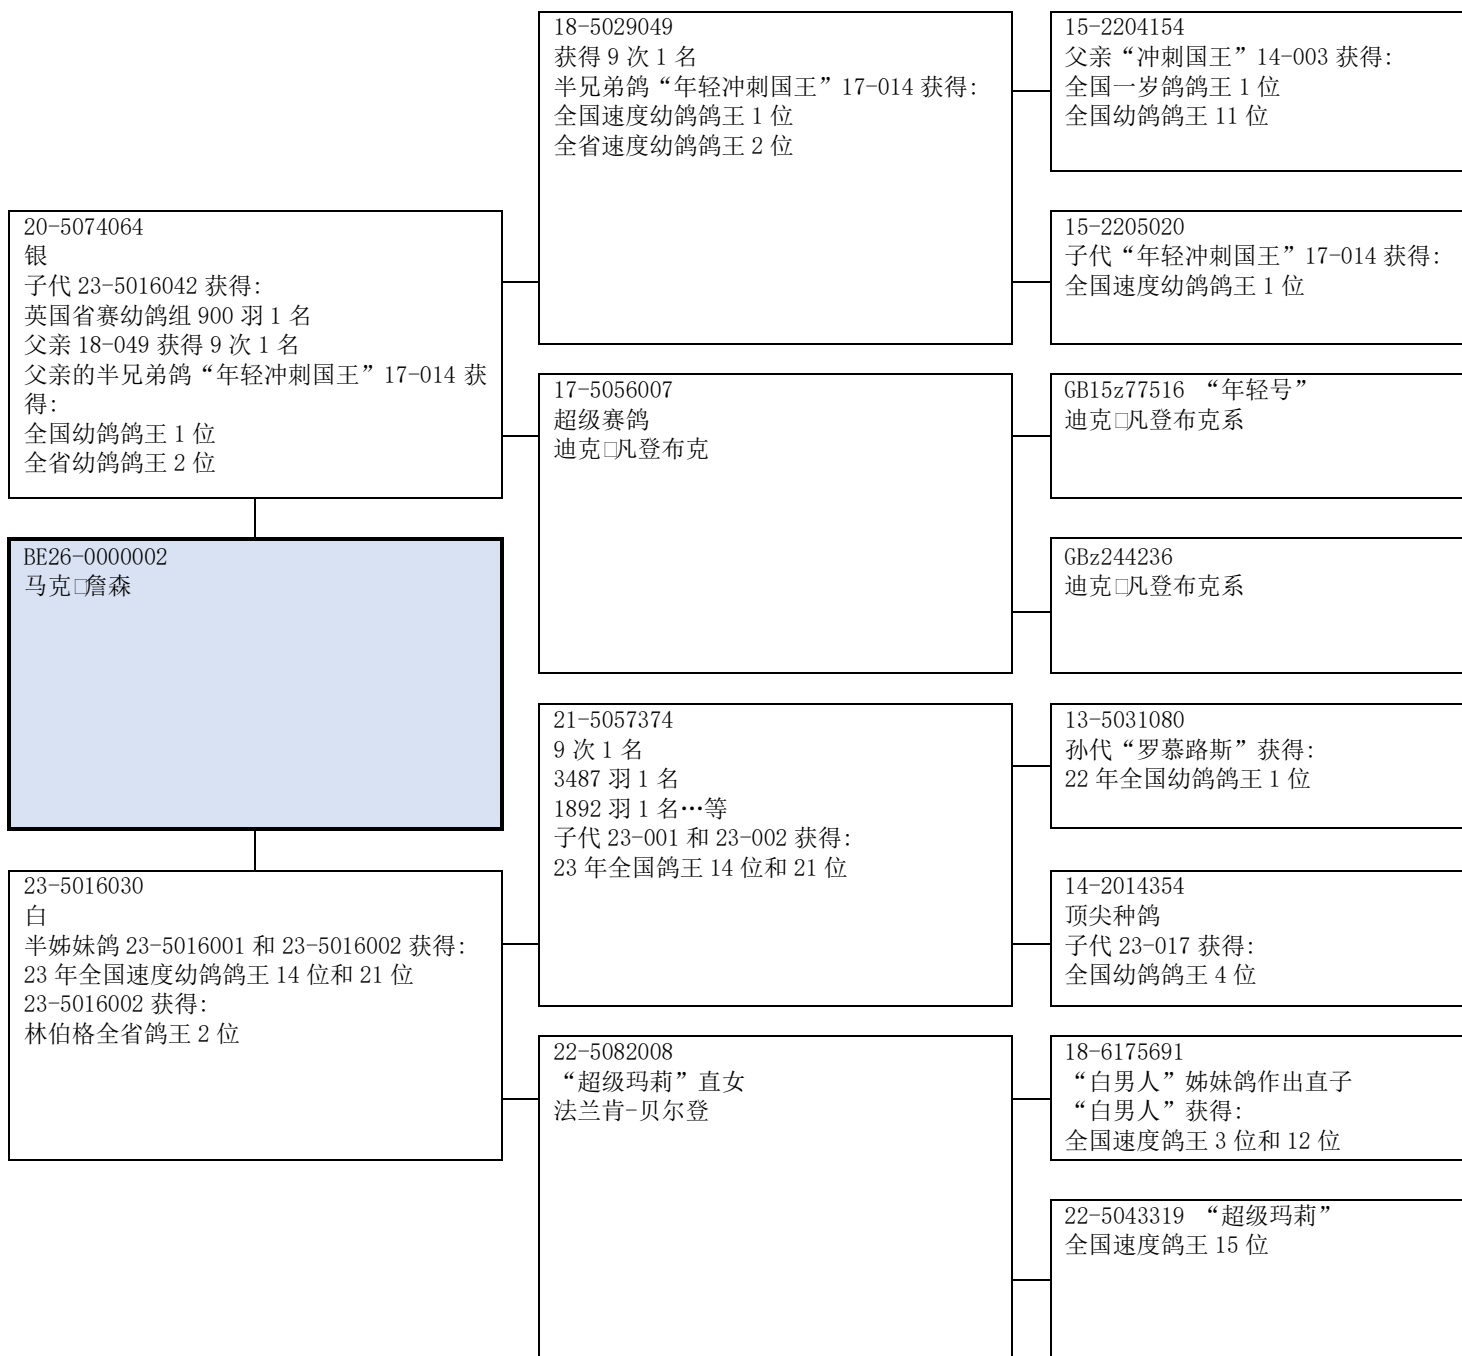 18-5029049
获得 9 次 1 名
半兄弟鸽“年轻冲刺国王”17-014 获得:
全国速度幼鸽鸽王 1 位
全省速度幼鸽鸽王 2 位
15-2204154
父亲“冲刺国王”14-003 获得:
全国一岁鸽鸽王 1 位
全国幼鸽鸽王 11 位
20-5074064
银
子代 23-5016042 获得:
英国省赛幼鸽组 900 羽 1 名
父亲 18-049 获得 9 次 1 名
父亲的半兄弟鸽“年轻冲刺国王”17-014 获
得:
全国幼鸽鸽王 1 位
全省幼鸽鸽王 2 位
15-2205020
子代“年轻冲刺国王”17-014 获得:
全国速度幼鸽鸽王 1 位
17-5056007
超级赛鸽
迪克□凡登布克
GB15z77516 “年轻号”
迪克□凡登布克系
BE26-0000002
马克□詹森
GBz244236
迪克□凡登布克系
21-5057374
9 次 1 名
3487 羽 1 名
1892 羽 1 名…等
子代 23-001 和 23-002 获得:
23 年全国鸽王 14 位和 21 位
13-5031080
孙代“罗慕路斯”获得:
22 年全国幼鸽鸽王 1 位
23-5016030
白
半姊妹鸽 23-5016001 和 23-5016002 获得:
23 年全国速度幼鸽鸽王 14 位和 21 位
23-5016002 获得:
林伯格全省鸽王 2 位
14-2014354
顶尖种鸽
子代 23-017 获得:
全国幼鸽鸽王 4 位
22-5082008
“超级玛莉”直女
法兰肯-贝尔登
18-6175691
“白男人”姊妹鸽作出直子
“白男人”获得:
全国速度鸽王 3 位和 12 位
22-5043319 “超级玛莉”
全国速度鸽王 15 位